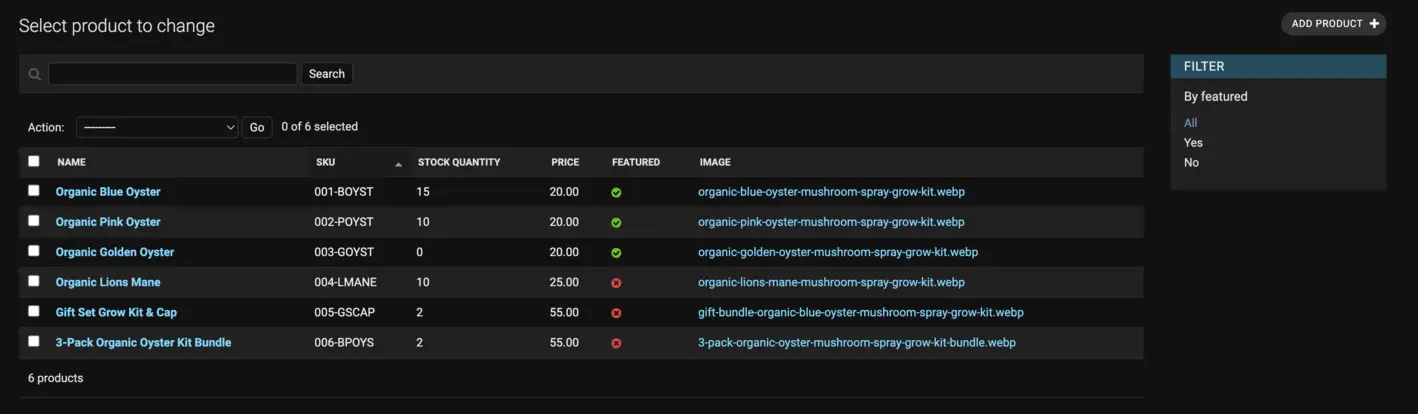 Select product to change
ADD PRODUCT +
Search
FILTER
By featured
All
Yes
No
Action: --------- Go 0 of 6 selected
NAME SKU STOCK QUANTITY PRICE FEATURED IMAGE
Organic Blue Oyster 001-BOYST 15 20.00 organic-blue-oyster-mushroom-spray-grow-kit.webp
Organic Pink Oyster 002-POYST 10 20.00 organic-pink-oyster-mushroom-spray-grow-kit.webp
Organic Golden Oyster 003-GOYST 0 20.00 organic-golden-oyster-mushroom-spray-grow-kit.webp
Organic Lions Mane 004-LMANE 10 25.00 organic-lions-mane-mushroom-spray-grow-kit.webp
Gift Set Grow Kit & Cap 005-GSCAP 2 55.00 gift-bundle-organic-blue-oyster-mushroom-spray-grow-kit.webp
3-Pack Organic Oyster Kit Bundle 006-BPOYS 2 55.00 3-pack-organic-oyster-mushroom-spray-grow-kit-bundle.webp
6 products